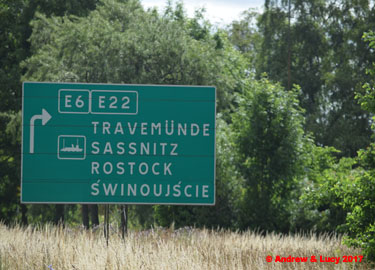 E6 E22
TRAVEMÜNDE
SASSNITZ
ROSTOCK
ŚWINOUJŚCIE
© Andrew & Lucy 2017